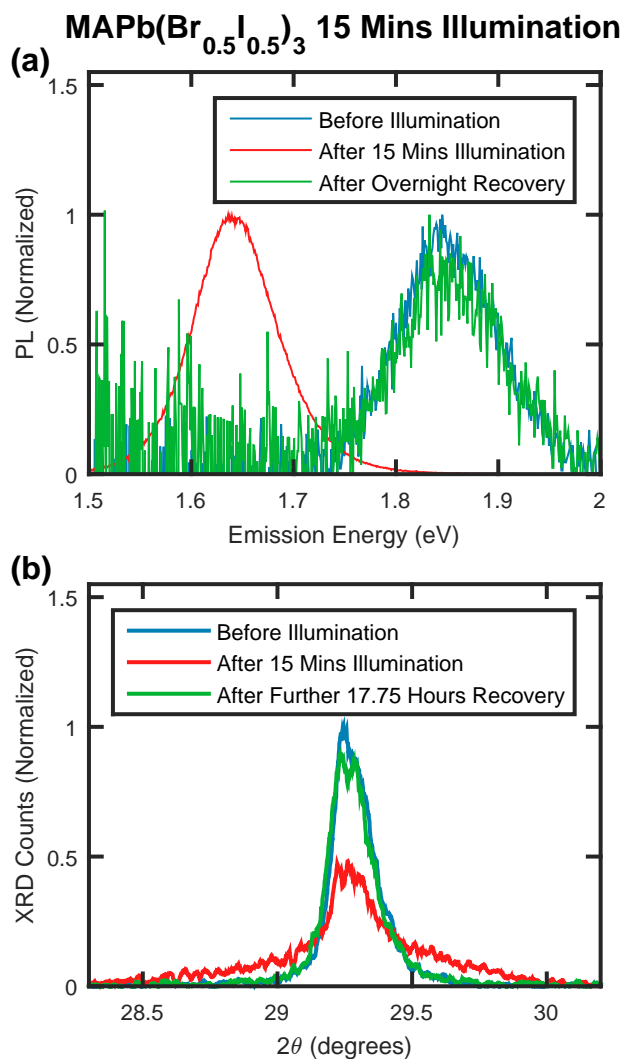 MAPb(Br0.5I0.5)3 15 Mins Illumination
(a)
1.5
1
0.5
0
PL (Normalized)
Before Illumination
After 15 Mins Illumination
After Overnight Recovery
1.5 1.6 1.7 1.8 1.9 2
Emission Energy (eV)
(b)
1.5
1
0.5
0
XRD Counts (Normalized)
Before Illumination
After 15 Mins Illumination
After Further 17.75 Hours Recovery
28.5 29 29.5 30
2θ (degrees)